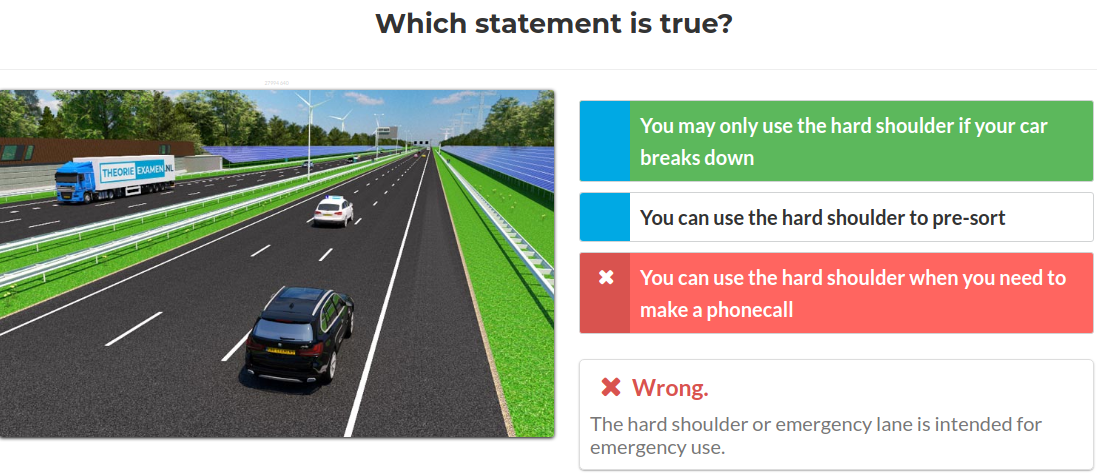 Which statement is true?
THEORIE EXAMEN.NL
You may only use the hard shoulder if your car
breaks down
You can use the hard shoulder to pre-sort
You can use the hard shoulder when you need to
make a phonecall
Wrong.
The hard shoulder or emergency lane is intended for
emergency use.